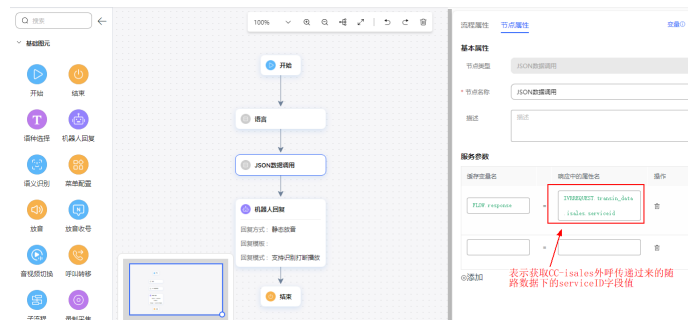 搜索
基础图元
开始
结束
语种选择
机器人回复
语义识别
菜单配置
放音
放音收号
音视频切换
呼叫转移
子流程
录制采集
100%
开始
语言
JSON数据调用
机器人回复
回复方式： 静态放音
回复模板：
回复模式： 支持识别打断播放
结束
流程属性
节点属性
变量
基本属性
节点类型
JSON数据调用
* 节点名称
JSON数据调用
描述
描述
服务参数
缓存变量名
响应中的属性名
操作
FLOW.response
=
IVRREQUEST.transin_data
.isales.serviceid
=
添加
表示获取CC-isales外呼传递过来的随
路数据下的serviceID字段值